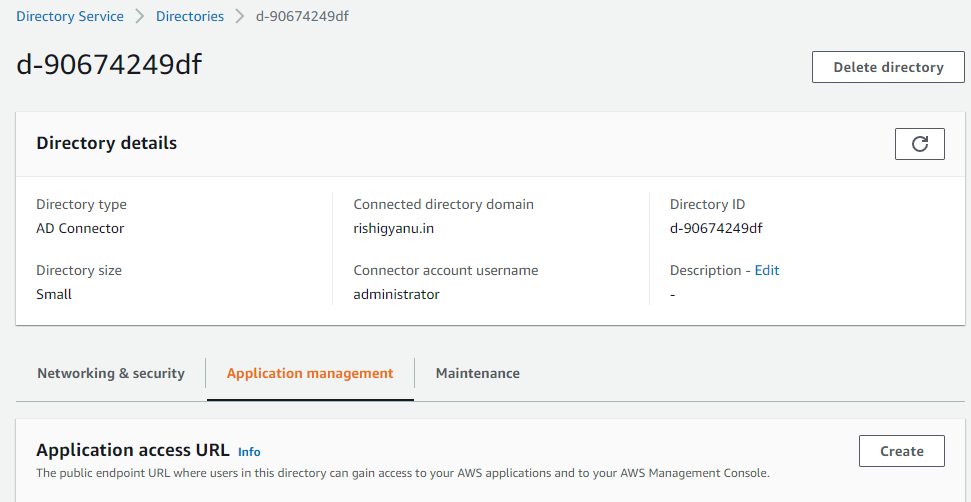 Directory Service > Directories > d-90674249df
d-90674249df
Delete directory
Directory details
Directory type
AD Connector
Connected directory domain
rishigyanu.in
Directory ID
d-90674249df
Directory size
Small
Connector account username
administrator
Description - Edit
-
Networking & security
Application management
Maintenance
Application access URL Info
Create
The public endpoint URL where users in this directory can gain access to your AWS applications and to your AWS Management Console.